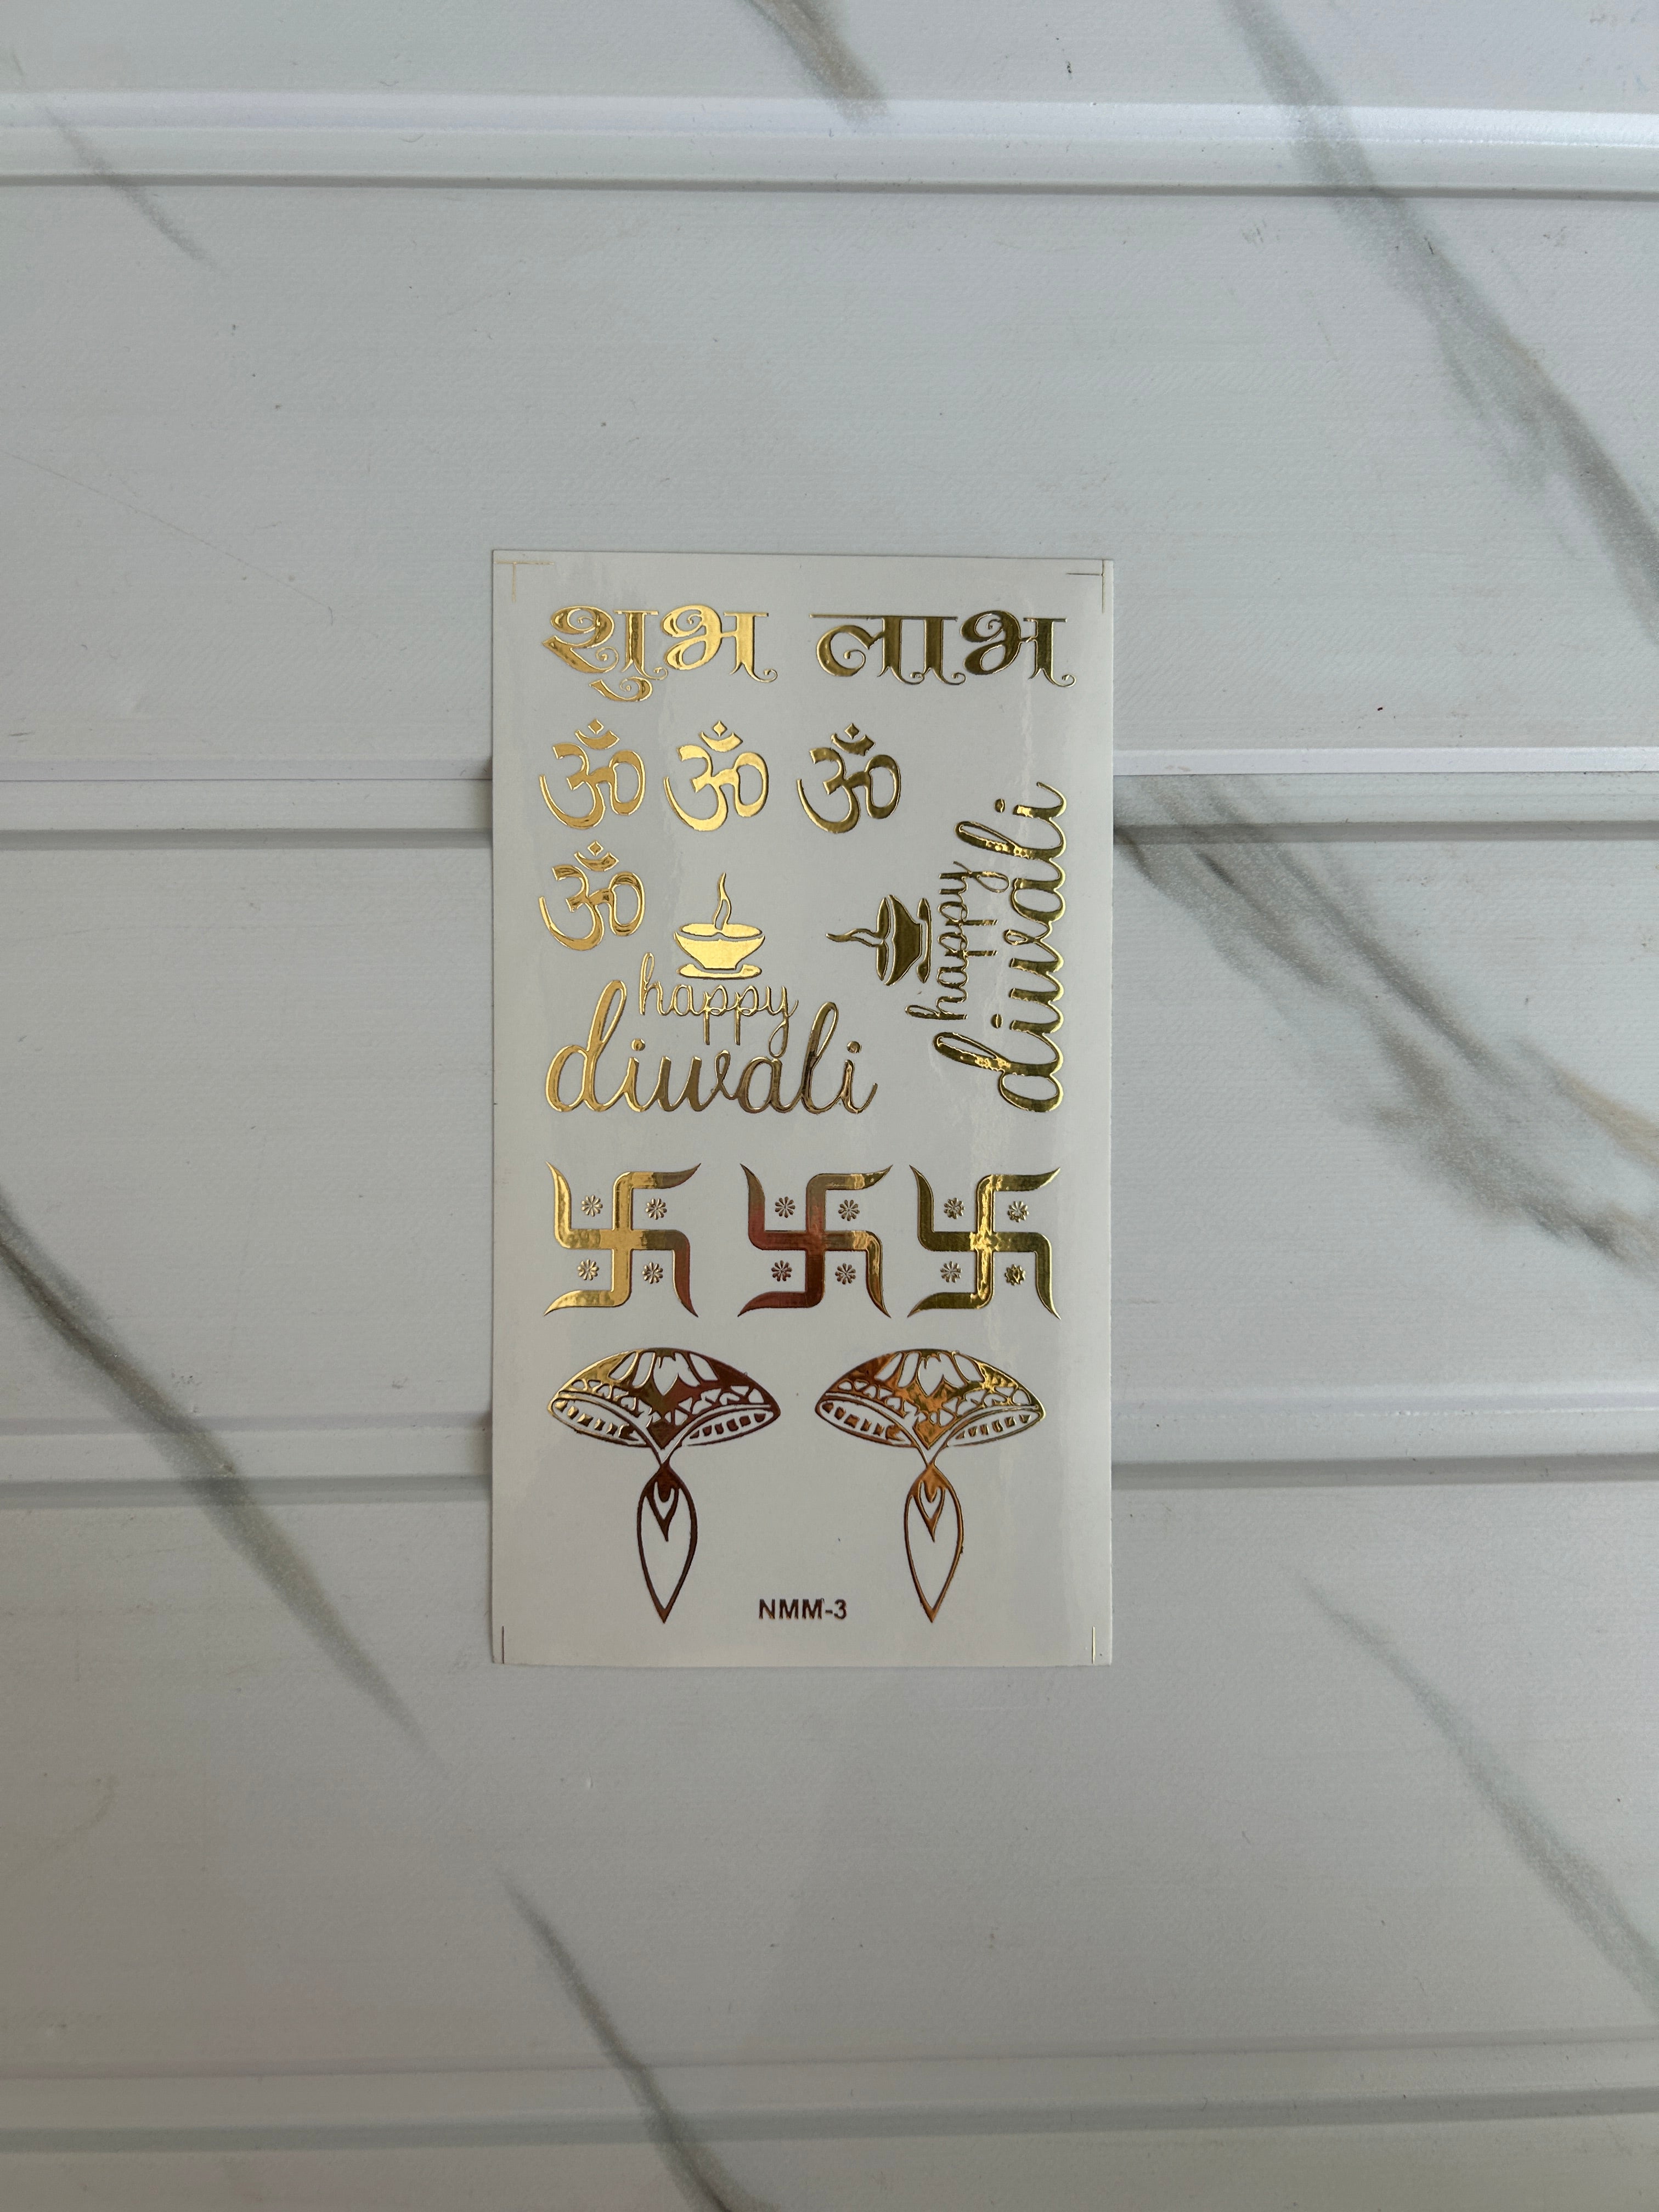 शुभ लाभ
ॐ ॐ ॐ
ॐ
happy
diwali
happy
diwali
NMM-3